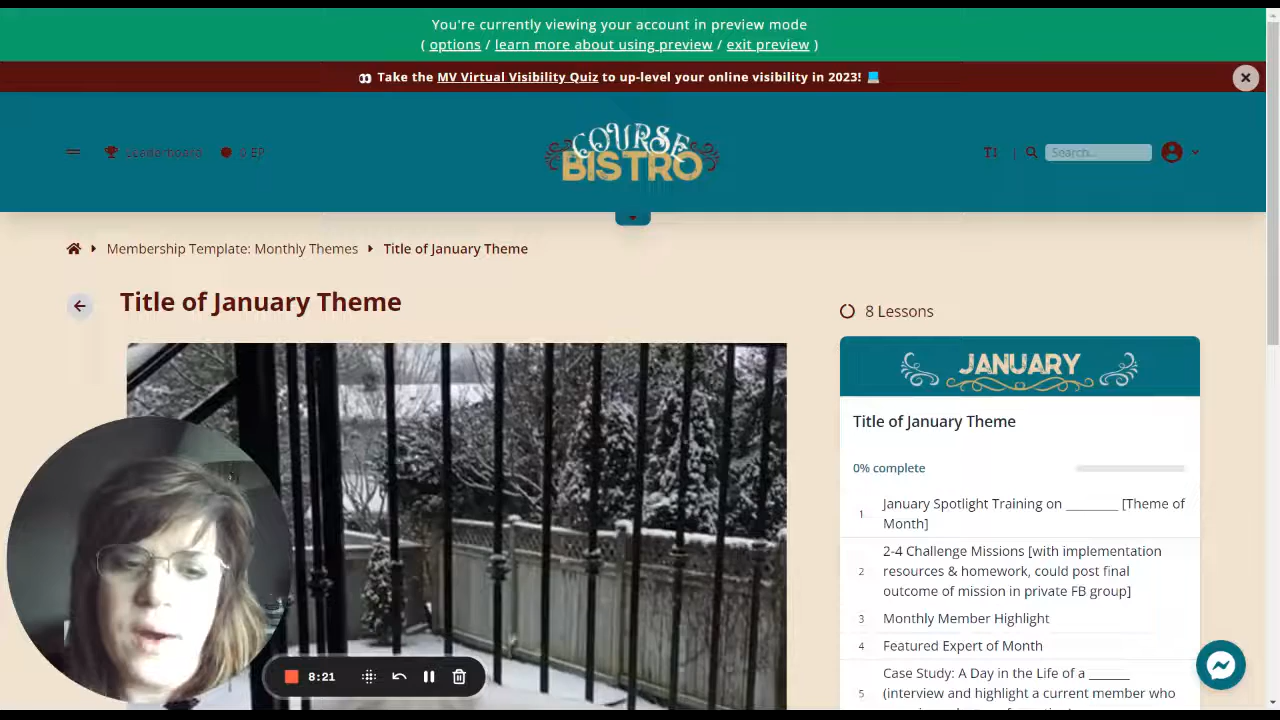 You're currently viewing your account in preview mode
( options / learn more about using preview / exit preview )
👀 Take the MV Virtual Visibility Quiz to up-level your online visibility in 2023! 💻
Leaderboard 0 EP
COURSE
BISTRO
Search...
Membership Template: Monthly Themes Title of January Theme
Title of January Theme
8 Lessons
JANUARY
Title of January Theme
0% complete
1 January Spotlight Training on ________ [Theme of
Month]
2 2-4 Challenge Missions [with implementation
resources & homework, could post final
outcome of mission in private FB group]
3 Monthly Member Highlight
4 Featured Expert of Month
5 Case Study: A Day in the Life of a ______
(interview and highlight a current member who
8:21